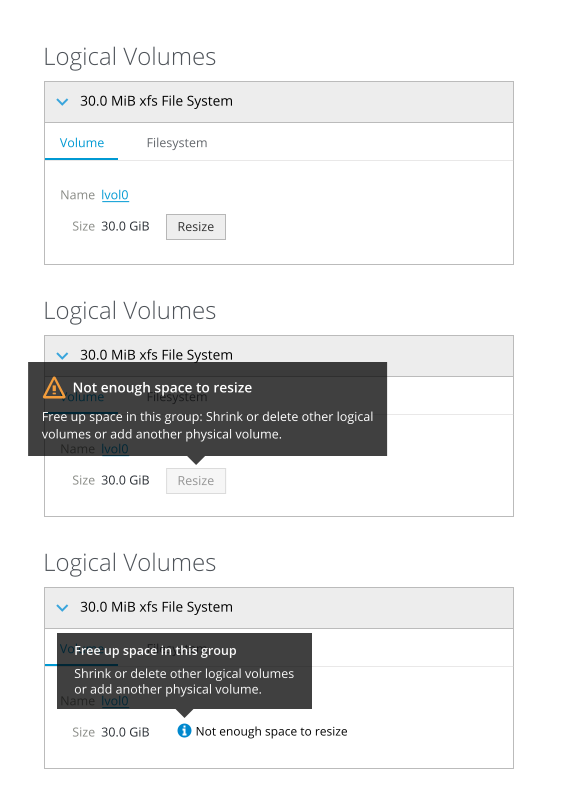 Logical Volumes
30.0 MiB xfs File System
Volume Filesystem
Name lvol0
Size 30.0 GiB Resize
Logical Volumes
30.0 MiB xfs File System
Not enough space to resize
Volume Filesystem
Free up space in this group: Shrink or delete other logical
volumes or add another physical volume.
Name lvol0
Size 30.0 GiB Resize
Logical Volumes
30.0 MiB xfs File System
Free up space in this group
Shrink or delete other logical volumes
or add another physical volume.
Name lvol0
Size 30.0 GiB Not enough space to resize